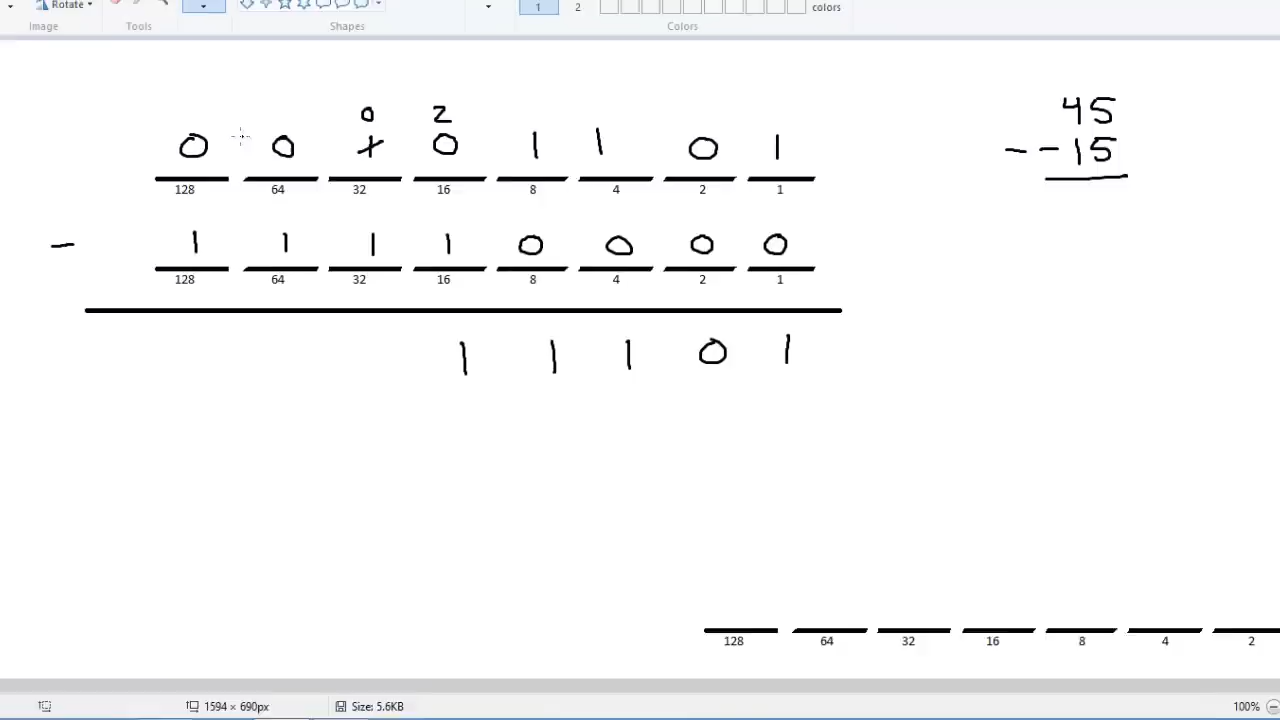 Rotate
1 2 colors
Image Tools Shapes Colors
0 2
0 0 1 0 1 1 0 1
128 64 32 16 8 4 2 1
- 1 1 1 1 0 0 0 0
128 64 32 16 8 4 2 1
1 1 1 0 1
45
- -15
128 64 32 16 8 4 2
1594 × 690px Size: 5.6KB 100%